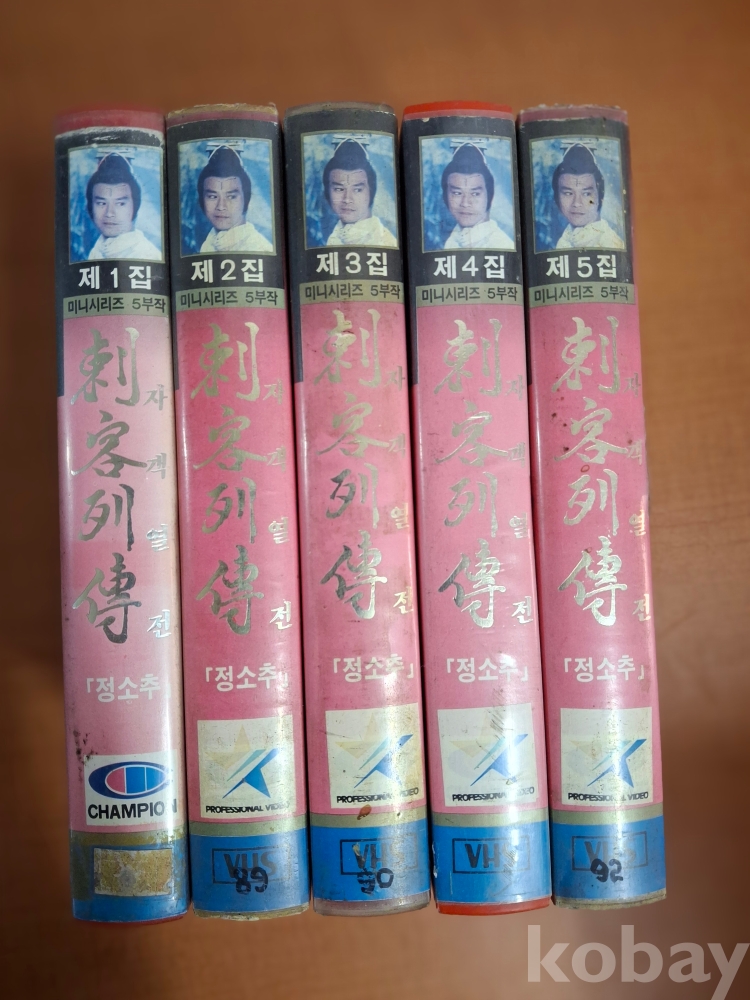 제1집
미니시리즈 5부작
刺客列傳
자객열전
「정소추」
CHAMPION
제2집
미니시리즈 5부작
刺客列傳
자객열전
「정소추」
PROFESSIONAL VIDEO
VHS
89
제3집
미니시리즈 5부작
刺客列傳
자객열전
「정소추」
PROFESSIONAL VIDEO
VHS
90
제4집
미니시리즈 5부작
刺客列傳
자객열전
「정소추」
PROFESSIONAL VIDEO
VHS
제5집
미니시리즈 5부작
刺客列傳
자객열전
「정소추」
PROFESSIONAL VIDEO
VHS
92
kobay